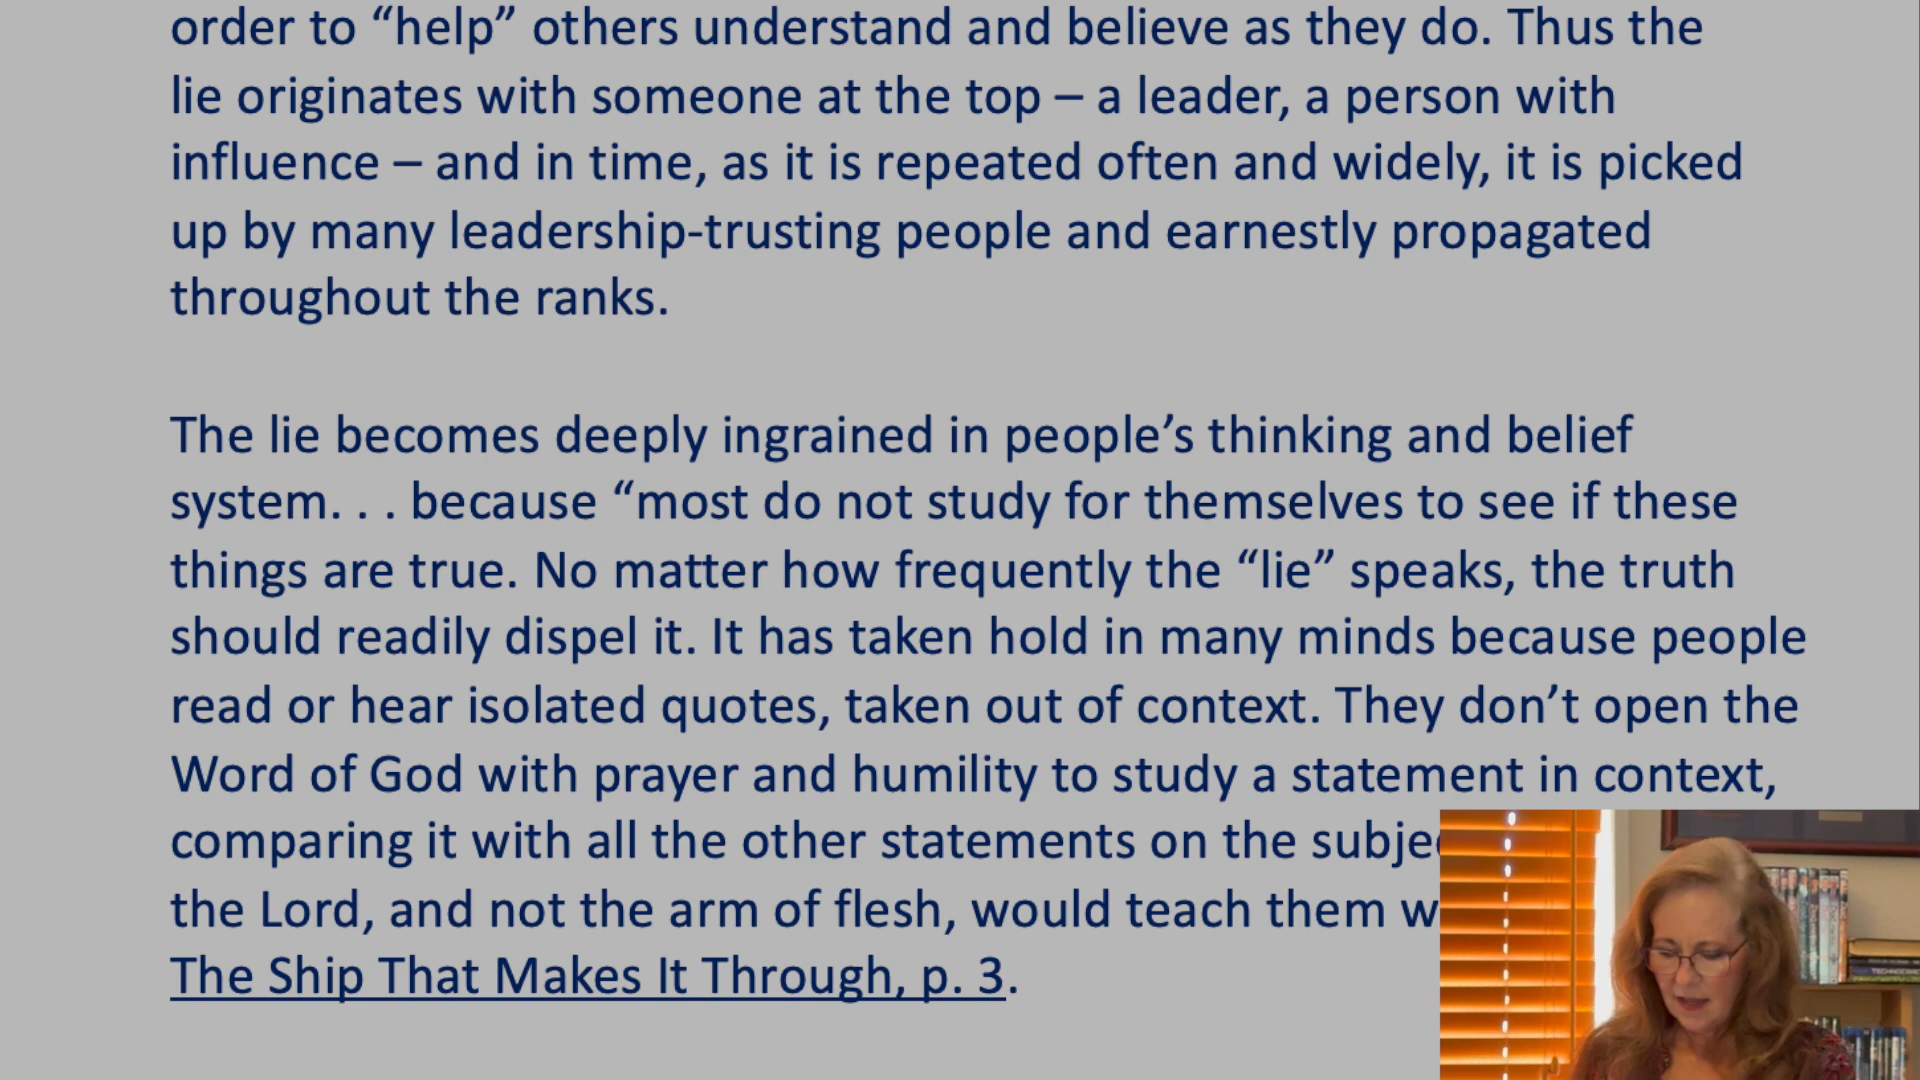 order to “help” others understand and believe as they do. Thus the
lie originates with someone at the top – a leader, a person with
influence – and in time, as it is repeated often and widely, it is picked
up by many leadership-trusting people and earnestly propagated
throughout the ranks.
The lie becomes deeply ingrained in people’s thinking and belief
system. . . because “most do not study for themselves to see if these
things are true. No matter how frequently the “lie” speaks, the truth
should readily dispel it. It has taken hold in many minds because people
read or hear isolated quotes, taken out of context. They don’t open the
Word of God with prayer and humility to study a statement in context,
comparing it with all the other statements on the
the Lord, and not the arm of flesh, would teach them
The Ship That Makes It Through, p. 3.